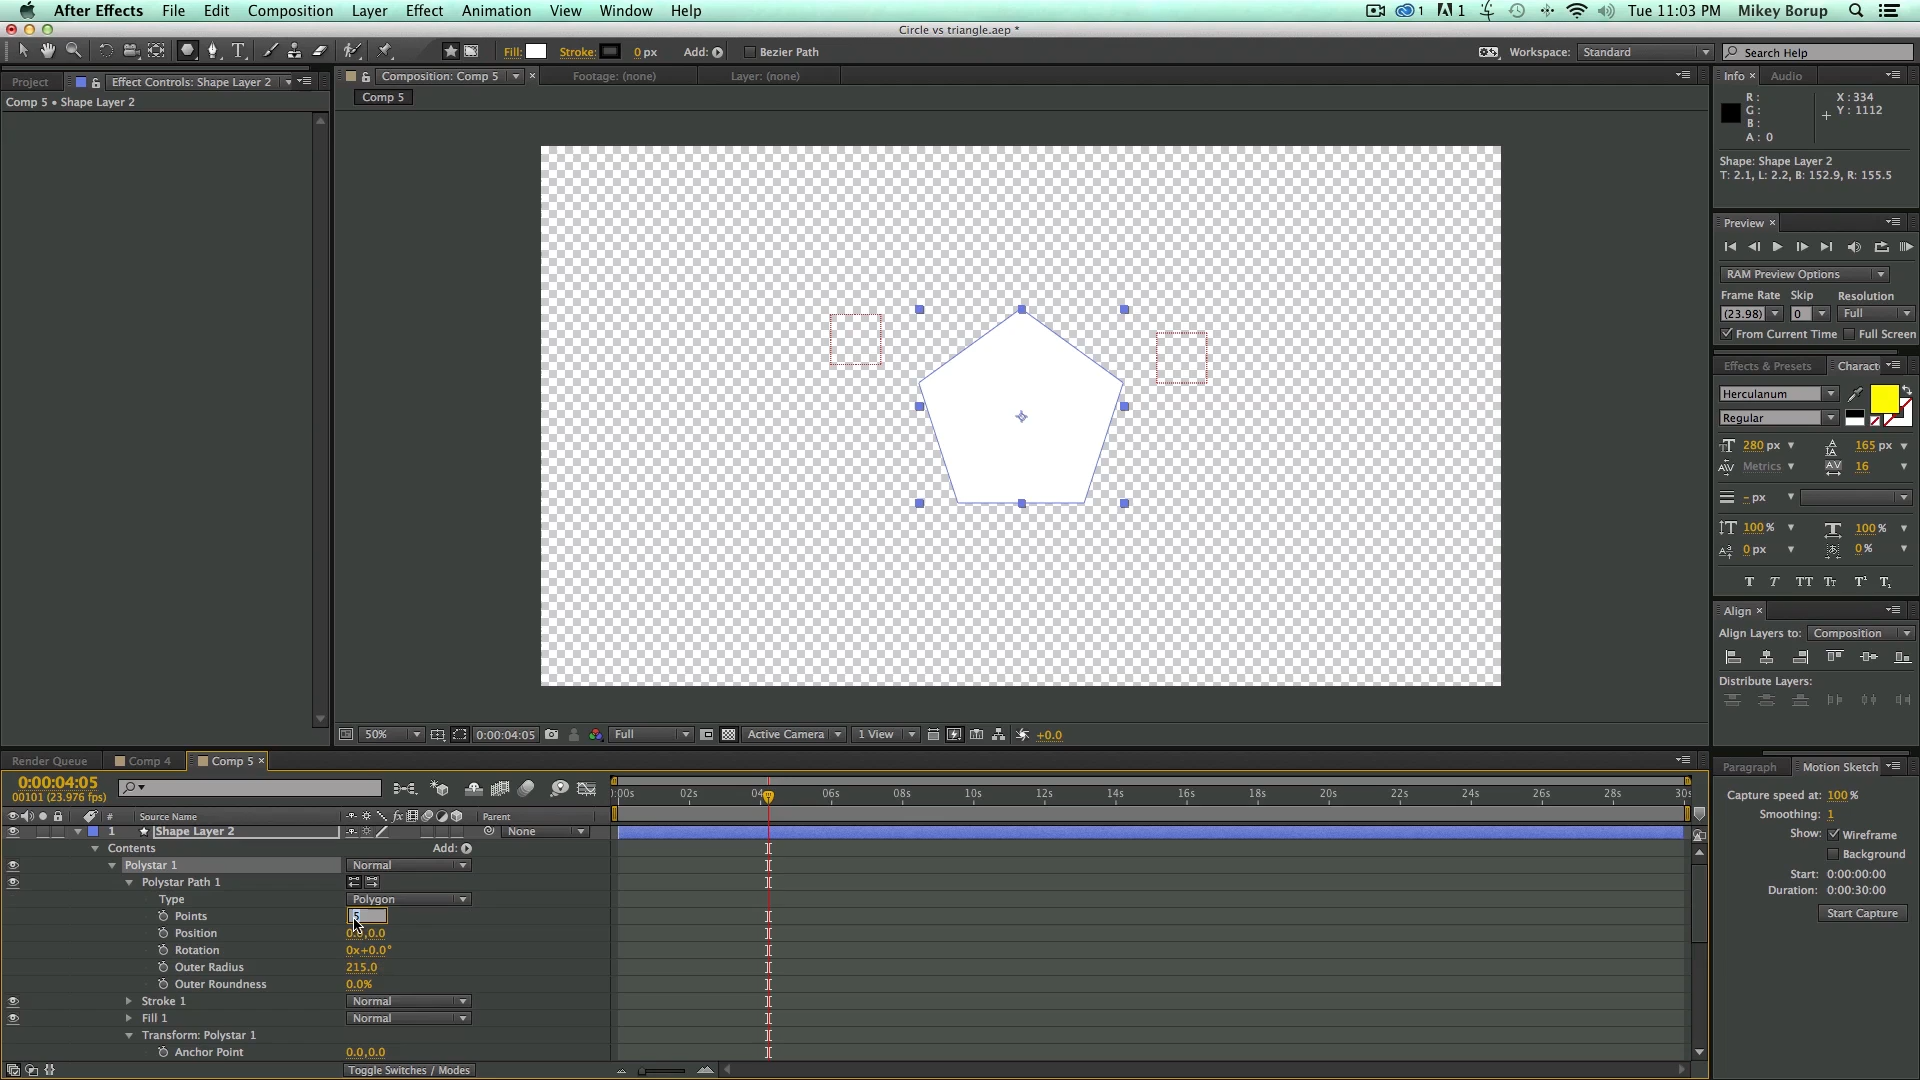 After Effects File Edit Composition Layer Effect Animation View Window Help 1 1 Tue 11:03 PM Mikey Borup
Circle vs triangle.aep *
Fill: Stroke: 0 px Add: Bezier Path Workspace: Standard Search Help
Project Effect Controls: Shape Layer 2 Composition: Comp 5 Footage: (none) Layer: (none) Info Audio
Comp 5 • Shape Layer 2
Comp 5
R :
G :
B :
A : 0
X : 334
Y : 1112
Shape: Shape Layer 2
T: 2.1, L: 2.2, B: 152.9, R: 155.5
Preview
RAM Preview Options
Frame Rate Skip Resolution
(23.98) 0 Full
From Current Time Full Screen
Effects & Presets Charact
Herculanum
Regular
280 px 165 px
Metrics 16
- px
100 % 100 %
0 px 0 %
T T TT Tt T¹ T₁
Align
Align Layers to: Composition
Distribute Layers:
50% 0:00:04:05 Full Active Camera 1 View +0.0
Render Queue Comp 4 Comp 5
0:00:04:05
00101 (23.976 fps)
):00s 02s 04 06s 08s 10s 12s 14s 16s 18s 20s 22s 24s 26s 28s 30s
# Source Name fx Parent
1 Shape Layer 2 None
Contents Add:
Polystar 1 Normal
Polystar Path 1
Type Polygon
Points 5
Position 0.0,0.0
Rotation 0x+0.0°
Outer Radius 215.0
Outer Roundness 0.0%
Stroke 1 Normal
Fill 1 Normal
Transform: Polystar 1
Anchor Point 0.0,0.0
Toggle Switches / Modes
Paragraph Motion Sketch
Capture speed at: 100 %
Smoothing: 1
Show: Wireframe
Background
Start: 0:00:00:00
Duration: 0:00:30:00
Start Capture